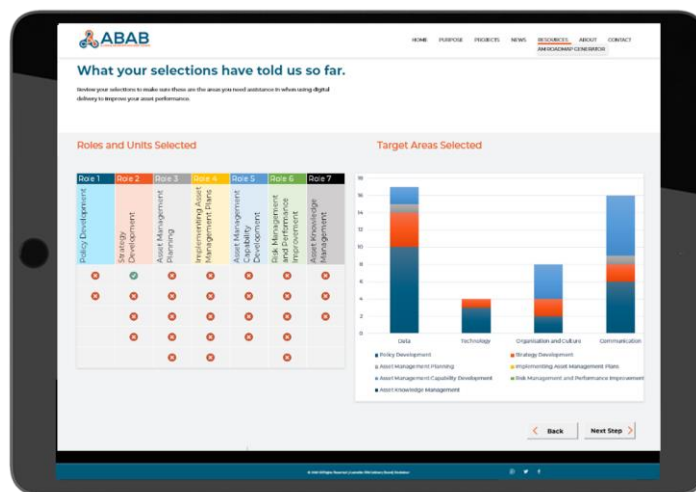 ABAB
HOME PURPOSE PROJECTS NEWS RESOURCES ABOUT CONTACT
AM ROADMAP GENERATOR
What your selections have told us so far.
Review your selections to make sure these are the areas you need assistance in when using digital
delivery to improve your asset performance.
Roles and Units Selected
Target Areas Selected
Role 1 Role 2 Role 3 Role 4 Role 5 Role 6 Role 7
Policy Development
Strategy
Development
Asset Management
Planning
Implementing Asset
Management Plans
Asset Management
Capability
Development
Risk Management
and Performance
Improvement
Asset Knowledge
Management
18
16
14
12
10
8
6
4
2
0
Data Technology Organisation and Culture Communication
Policy Development Strategy Development
Asset Management Planning Implementing Asset Management Plans
Asset Management Capability Development Risk Management and Performance Improvement
Asset Knowledge Management
Back Next Step